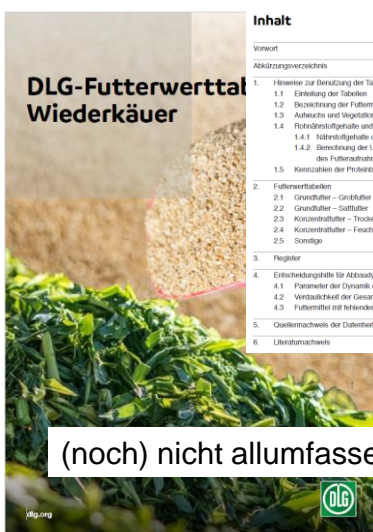 DLG-Futterwerttab
Wiederkäuer
Inhalt
Vorwort
Abkürzungsverzeichnis
1. Hinweise zur Benutzung der Ta
1.1 Einteilung der Tabellen
1.2 Bezeichnung der Futterm
1.3 Aufwuchs und Vegetation
1.4 Rohnährstoffgehalte und
1.4.1 Nährstoffgehalte u
1.4.2 Berechnung der U
des Futteraufnahm
1.5 Kennzahlen der Proteinb
2. Futterwerttabellen
2.1 Grundfutter – Grobfutter
2.2 Grundfutter – Saftfutter
2.3 Konzentratfutter – Trocke
2.4 Konzentratfutter – Feuch
2.5 Sonstige
3. Register
4. Entscheidungshilfe für Abbaudy
4.1 Parameter der Dynamik
4.2 Verdaulichkeit der Gesam
4.3 Futtermittel mit fehlender
5. Quellennachweis der Datenher
6. Literaturnachweis
(noch) nicht allumfasse
dlg.org
DLG